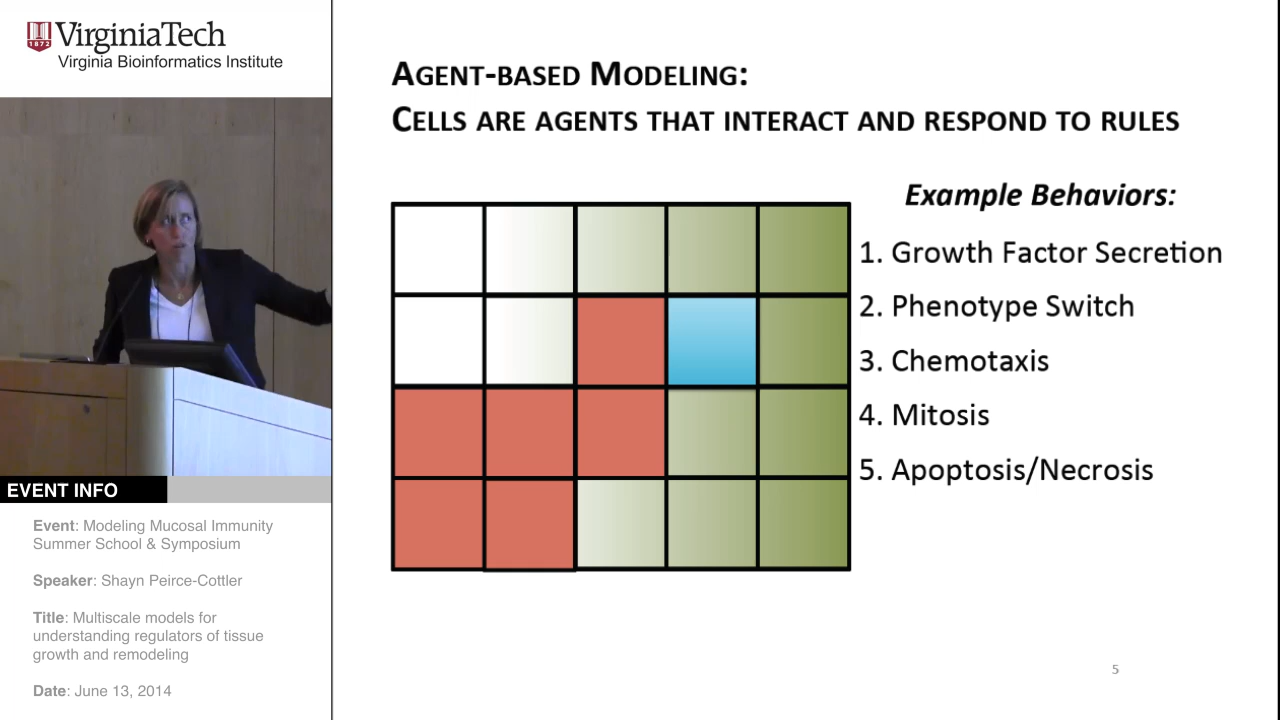 1872
VirginiaTech
Virginia Bioinformatics Institute
AGENT-BASED MODELING:
CELLS ARE AGENTS THAT INTERACT AND RESPOND TO RULES
Example Behaviors:
1. Growth Factor Secretion
2. Phenotype Switch
3. Chemotaxis
4. Mitosis
5. Apoptosis/Necrosis
EVENT INFO
Event: Modeling Mucosal Immunity
Summer School & Symposium
Speaker: Shayn Peirce-Cottler
Title: Multiscale models for
understanding regulators of tissue
growth and remodeling
Date: June 13, 2014
5